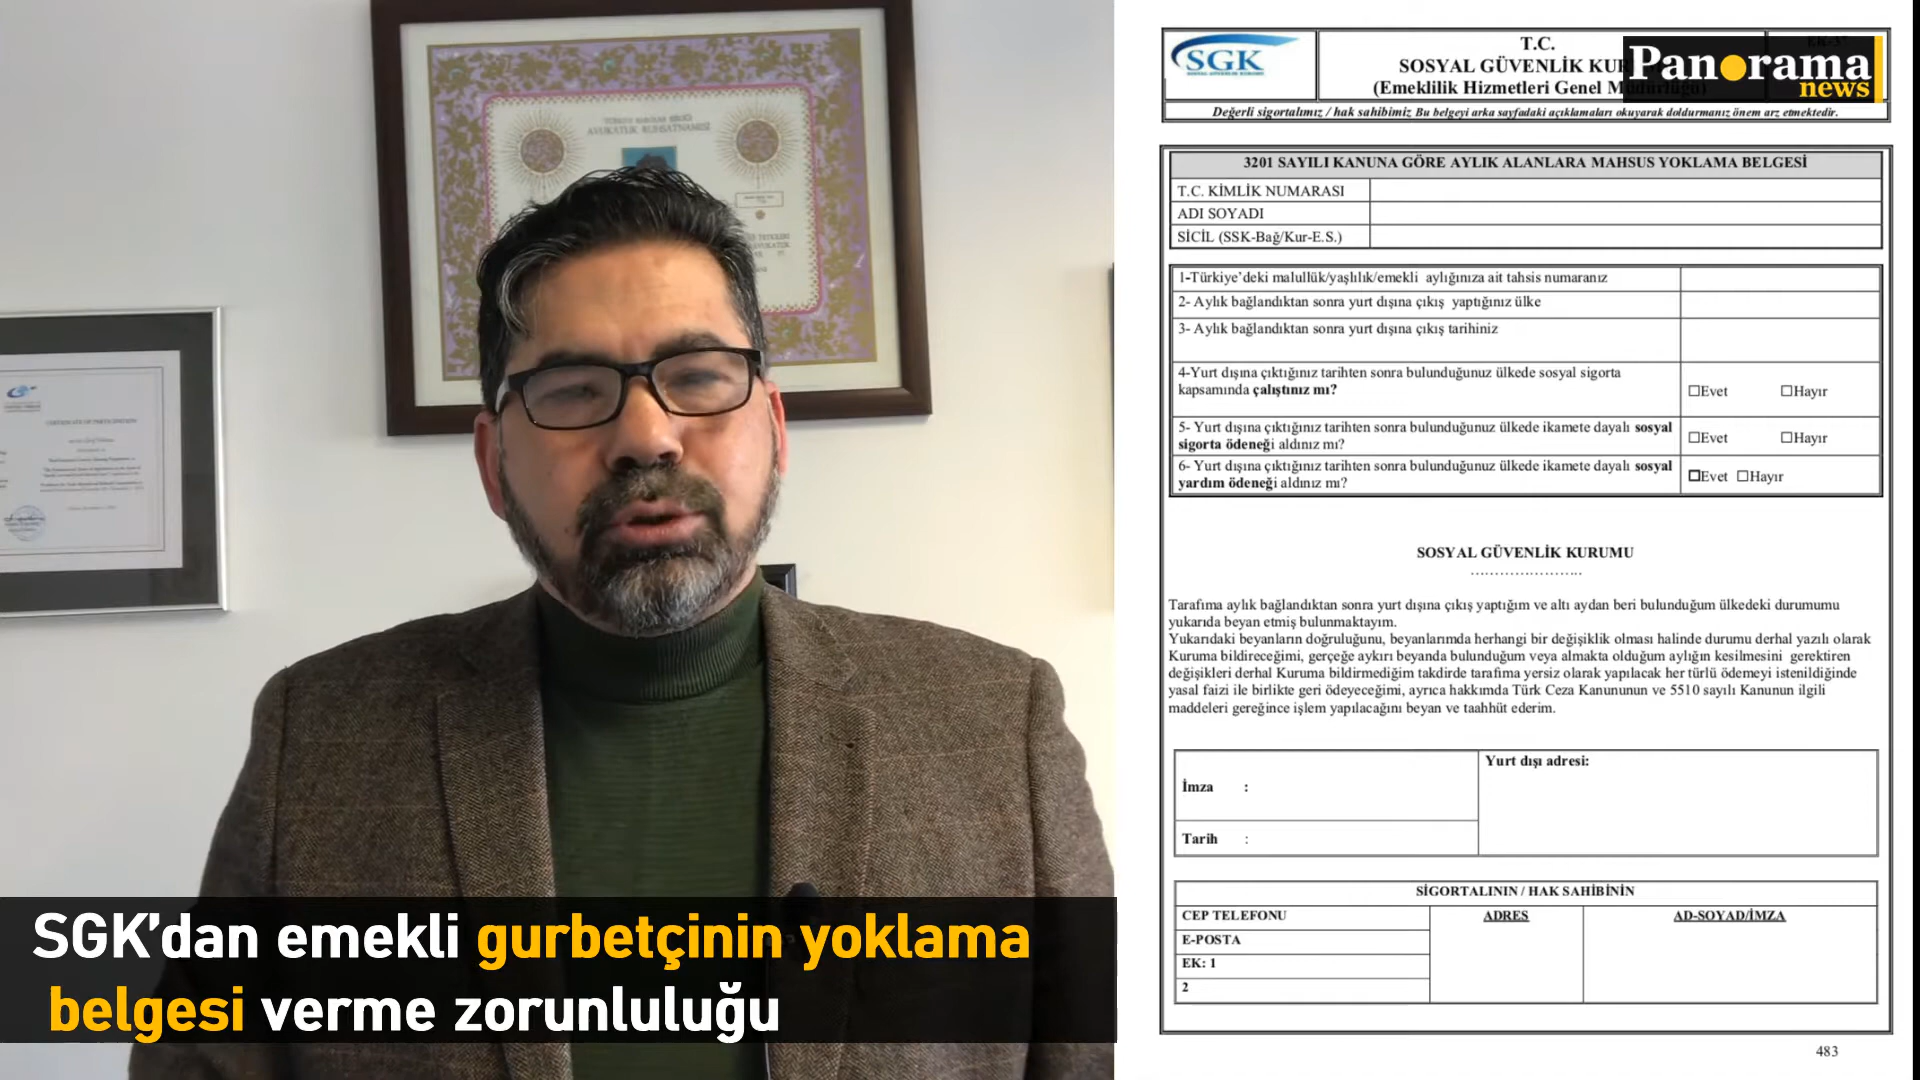 TÜRKİYE BAROLAR BİRLİĞİ
AVUKATLIK RUHSATNAMESİ
CERTIFICATE OF PARTICIPATION
SGK'dan emekli gurbetçinin yoklama
belgesi verme zorunluluğu
SGK
T.C.
SOSYAL GÜVENLİK
(Emeklilik Hizmetleri Genel
Panorama
news
Değerli sigortalımız / hak sahibimiz Bu belgeyi arka sayfadaki açıklamaları okuyarak doldurmanız önem arz etmektedir.
3201 SAYILI KANUNA GÖRE AYLIK ALANLARA MAHSUS YOKLAMA BELGESİ
T.C. KİMLİK NUMARASI
ADI SOYADI
SİCİL (SSK-Bağ/Kur-E.S.)
1-Türkiye'deki malullük/yaşlılık/emekli aylığınıza ait tahsis numaranız
2- Aylık bağlandıktan sonra yurt dışına çıkış yaptığınız ülke
3- Aylık bağlandıktan sonra yurt dışına çıkış tarihiniz
4-Yurt dışına çıktığınız tarihten sonra bulunduğunuz ülkede sosyal sigorta
kapsamında çalıştınız mı?
☐Evet ☐Hayır
5- Yurt dışına çıktığınız tarihten sonra bulunduğunuz ülkede ikamete dayalı sosyal
sigorta ödeneği aldınız mı?
☐Evet ☐Hayır
6- Yurt dışına çıktığınız tarihten sonra bulunduğunuz ülkede ikamete dayalı sosyal
yardım ödeneği aldınız mı?
☐Evet ☐Hayır
SOSYAL GÜVENLİK KURUMU
........................
Tarafıma aylık bağlandıktan sonra yurt dışına çıkış yaptığım ve altı aydan beri bulunduğum ülkedeki durumumu
yukarıda beyan etmiş bulunmaktayım.
Yukarıdaki beyanların doğruluğunu, beyanlarımda herhangi bir değişiklik olması halinde durumu derhal yazılı olarak
Kuruma bildireceğimi, gerçeğe aykırı beyanda bulunduğum veya almakta olduğum aylığın kesilmesini gerektiren
değişikleri derhal Kuruma bildirmediğim takdirde tarafıma yersiz olarak yapılacak her türlü ödemeyi istenildiğinde
yasal faizi ile birlikte geri ödeyeceğimi, ayrıca hakkımda Türk Ceza Kanununun ve 5510 sayılı Kanunun ilgili
maddeleri gereğince işlem yapılacağını beyan ve taahhüt ederim.
İmza :
Yurt dışı adresi:
Tarih :
SİGORTALININ / HAK SAHİBİNİN
CEP TELEFONU
ADRES
AD-SOYAD/İMZA
E-POSTA
EK: 1
2
483